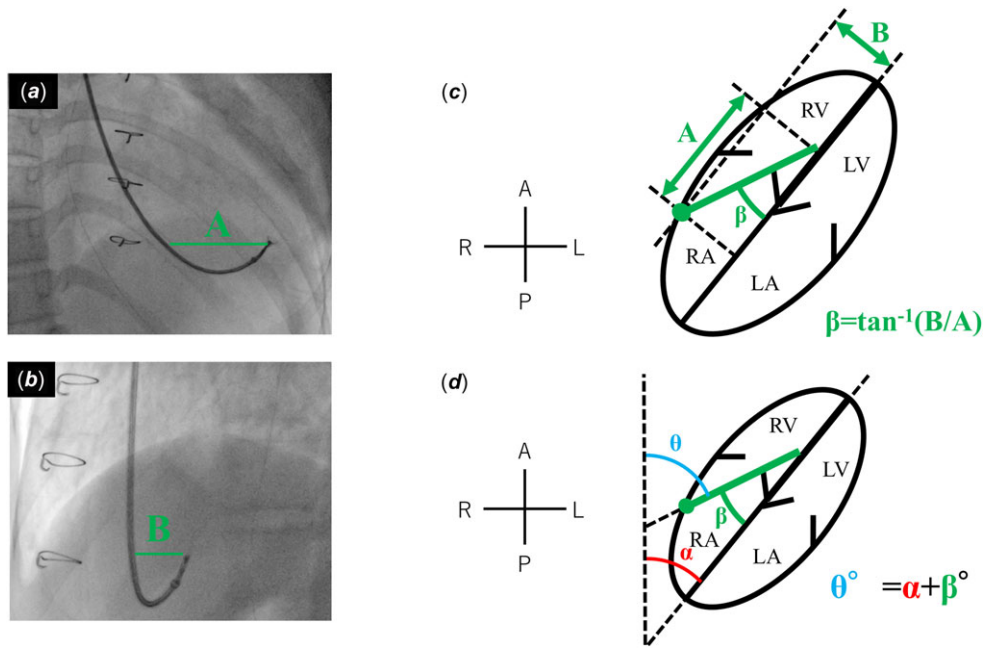 (a)
A
(b)
B
(c)
A
R
L
P
A
B
RV
LV
β
RA
LA
β=tan⁻¹(B/A)
(d)
A
R
L
P
θ
RV
LV
β
RA
α
LA
θ° =α+β°